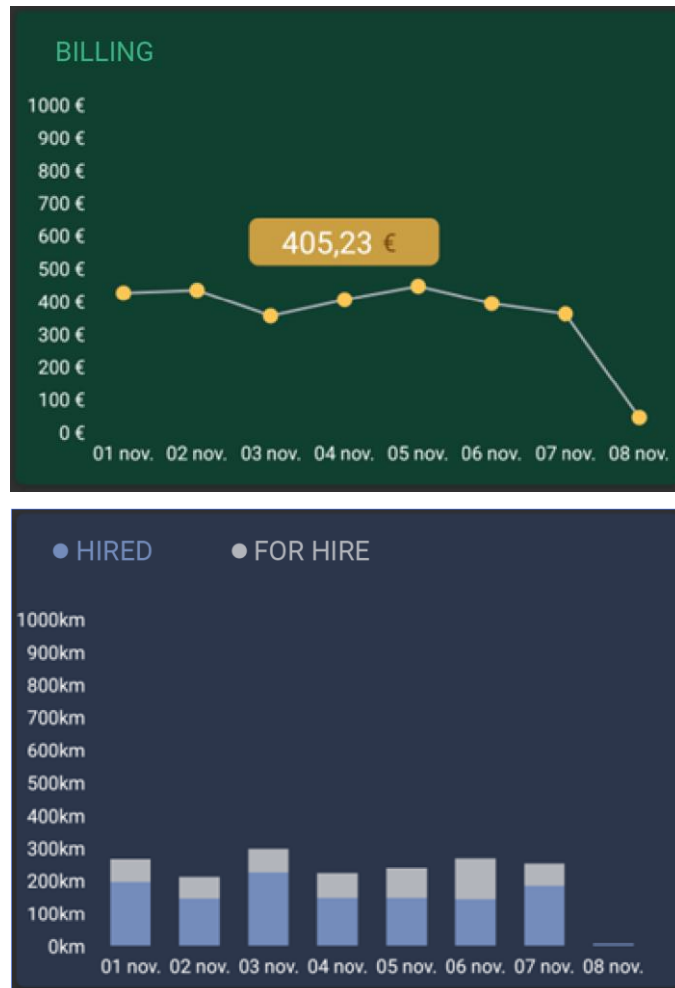 BILLING
1000 €
900 €
800 €
700 €
600 €
500 €
400 €
300 €
200 €
100 €
0 €
405,23 €
01 nov. 02 nov. 03 nov. 04 nov. 05 nov. 06 nov. 07 nov. 08 nov.
HIRED FOR HIRE
1000km
900km
800km
700km
600km
500km
400km
300km
200km
100km
0km
01 nov. 02 nov. 03 nov. 04 nov. 05 nov. 06 nov. 07 nov. 08 nov.